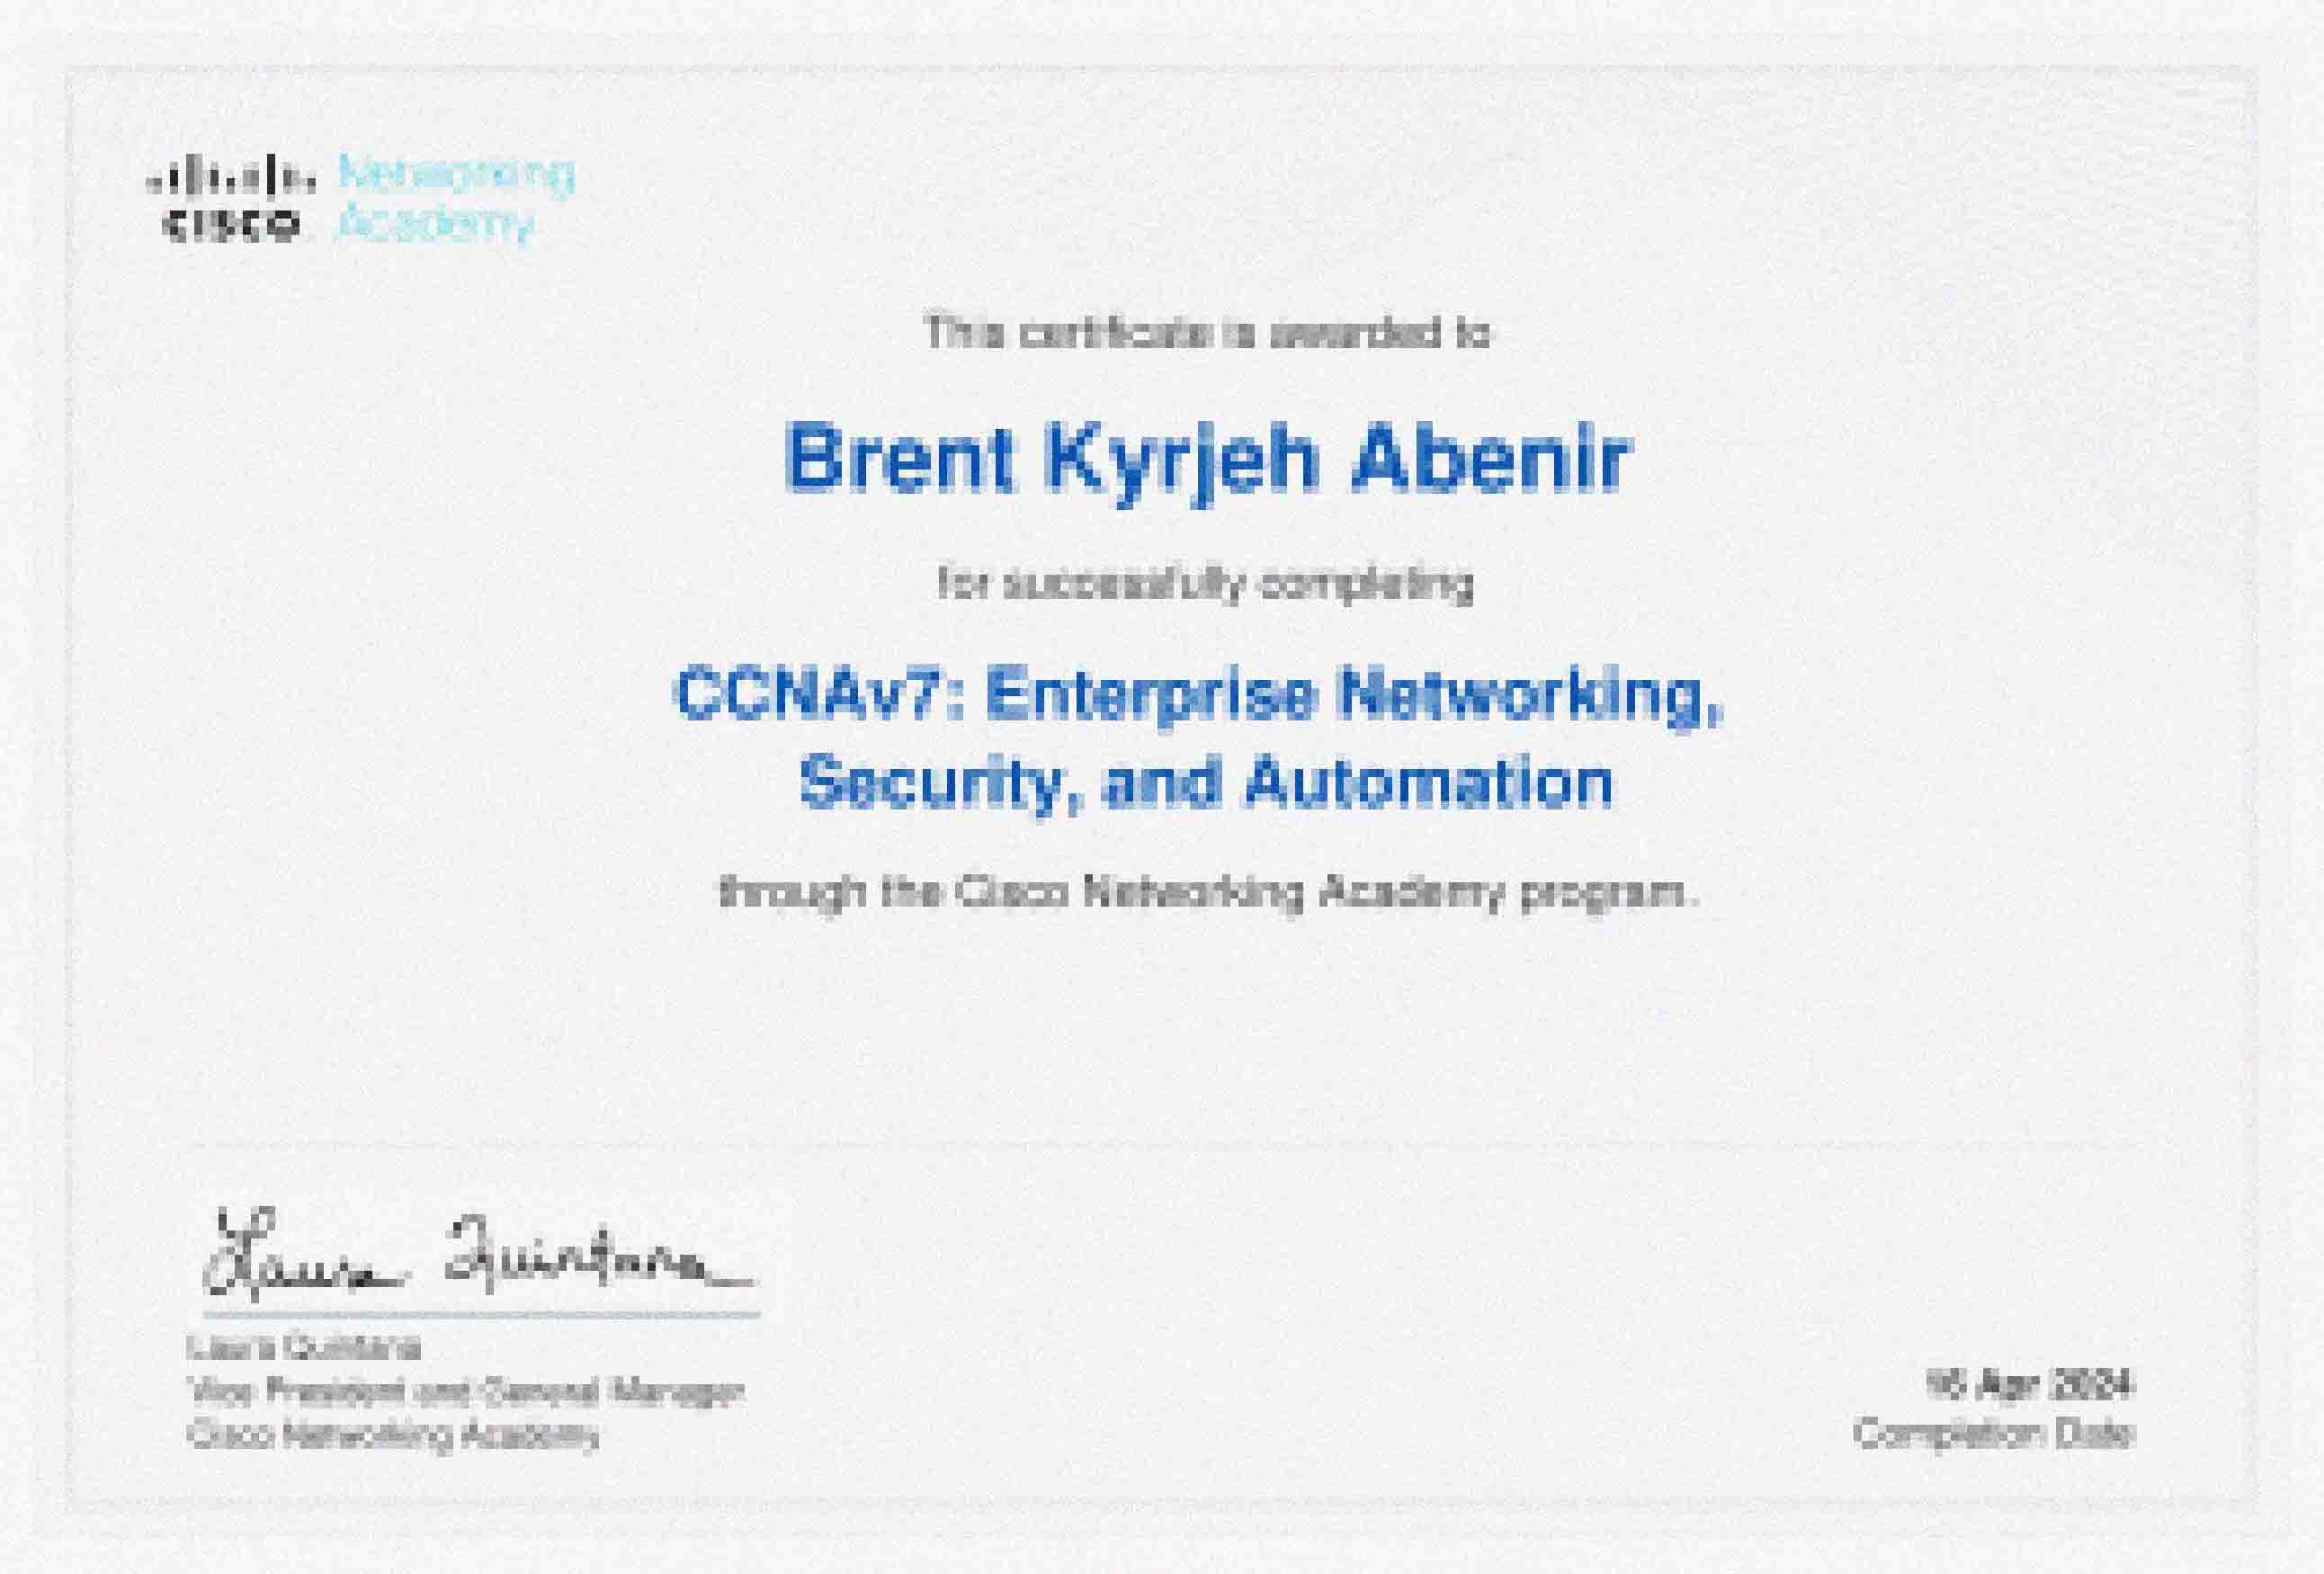 CISCO
Networking
Academy
This certificate is awarded to
Brent Kyrjeh Abenir
for successfully completing
CCNAv7: Enterprise Networking,
Security, and Automation
through the Cisco Networking Academy program.
Laura Quintana
Laura Quintana
Vice President and General Manager
Cisco Networking Academy
Apr 2024
Completion Date